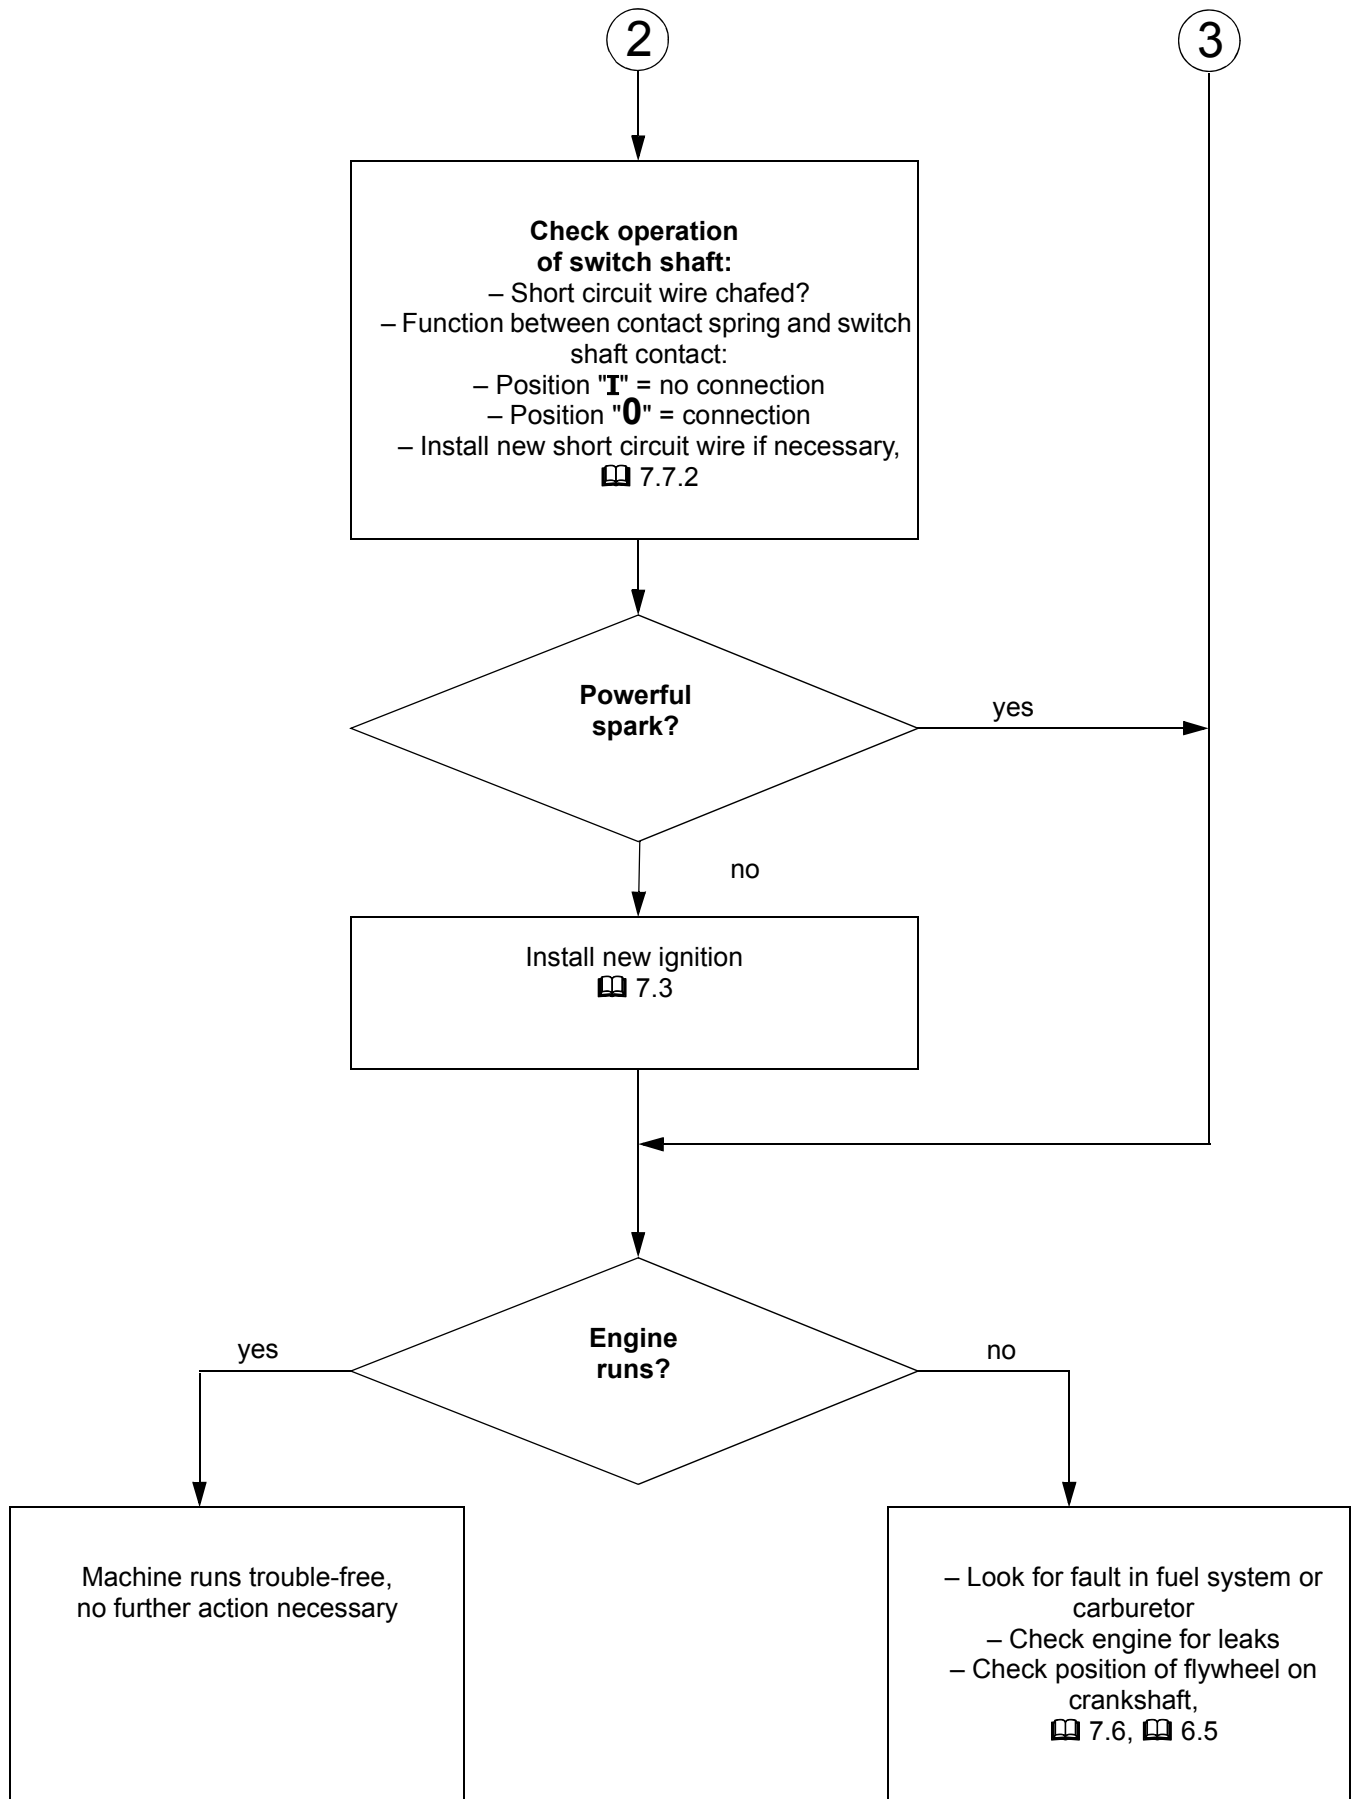 2
3
Check operation
of switch shaft:
– Short circuit wire chafed?
– Function between contact spring and switch
shaft contact:
– Position "I" = no connection
– Position "0" = connection
– Install new short circuit wire if necessary,
🕮 7.7.2
Powerful
spark?
yes
no
Install new ignition
🕮 7.3
Engine
runs?
yes
no
Machine runs trouble-free,
no further action necessary
– Look for fault in fuel system or
carburetor
– Check engine for leaks
– Check position of flywheel on
crankshaft,
🕮 7.6, 🕮 6.5